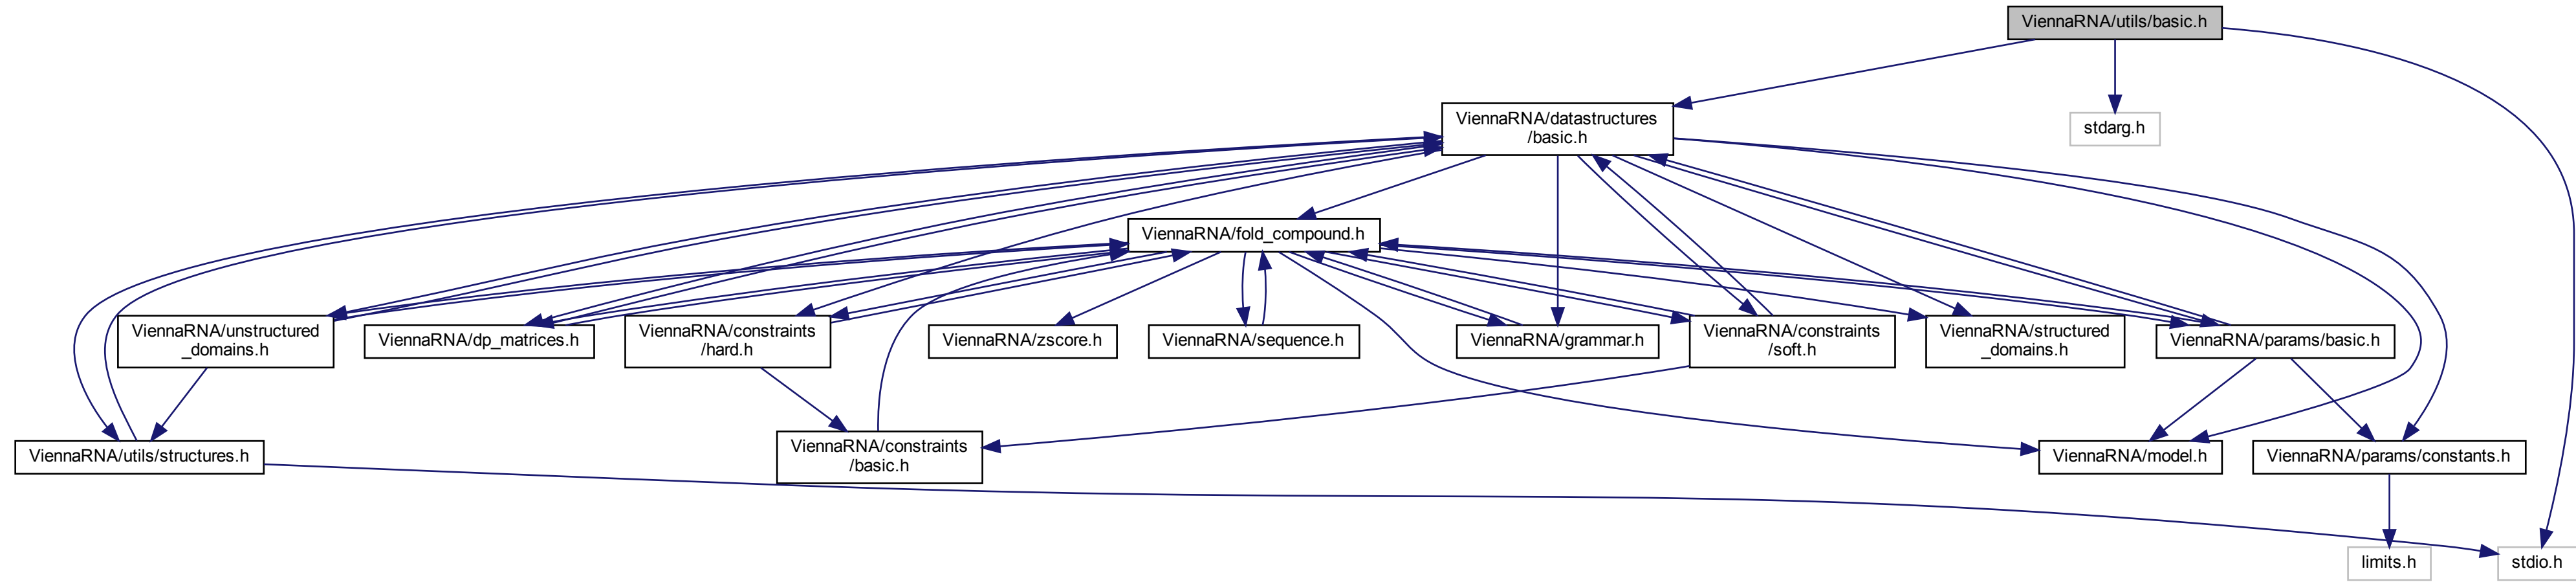 ViennaRNA/utils/basic.h
ViennaRNA/datastructures
/basic.h
stdarg.h
ViennaRNA/fold_compound.h
ViennaRNA/unstructured
_domains.h
ViennaRNA/dp_matrices.h
ViennaRNA/constraints
/hard.h
ViennaRNA/zscore.h
ViennaRNA/sequence.h
ViennaRNA/grammar.h
ViennaRNA/constraints
/soft.h
ViennaRNA/structured
_domains.h
ViennaRNA/params/basic.h
ViennaRNA/utils/structures.h
ViennaRNA/constraints
/basic.h
ViennaRNA/model.h
ViennaRNA/params/constants.h
limits.h
stdio.h